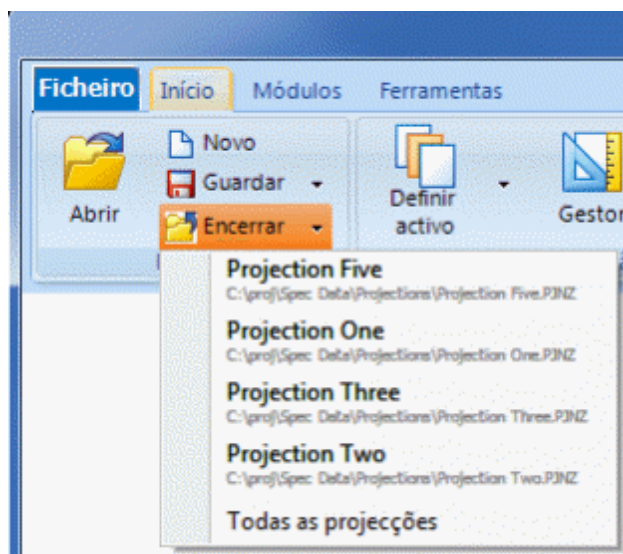 Ficheiro Início Módulos Ferramentas
Novo
Guardar
Abrir
Encerrar
Definir
activo
Gestor
Projection Five
C:\proj\Spec Data\Projections\Projection Five.PJNZ
Projection One
C:\proj\Spec Data\Projections\Projection One.PJNZ
Projection Three
C:\proj\Spec Data\Projections\Projection Three.PJNZ
Projection Two
C:\proj\Spec Data\Projections\Projection Two.PJNZ
Todas as projecções